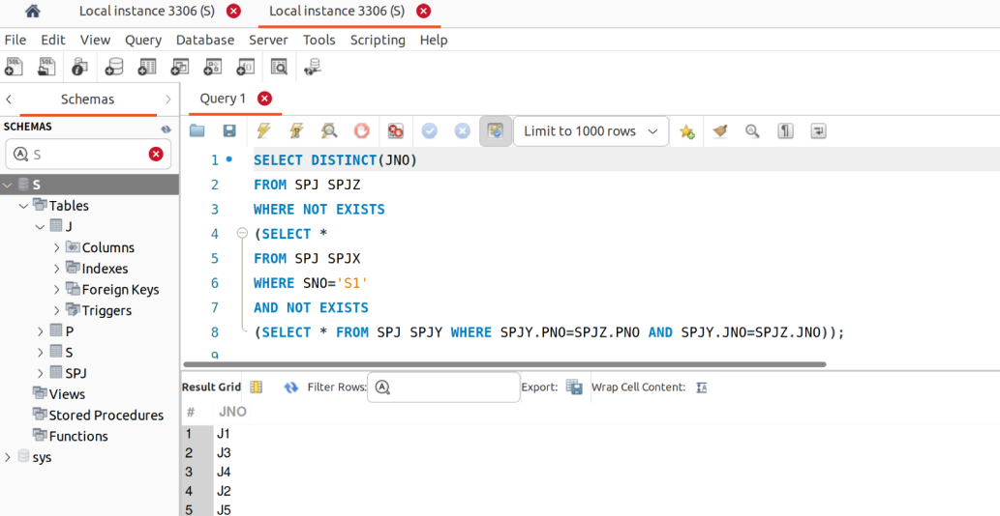 Local instance 3306 (S) Local instance 3306 (S)
File Edit View Query Database Server Tools Scripting Help
Schemas Query 1
SCHEMAS
Limit to 1000 rows
S
S
Tables
J
Columns
Indexes
Foreign Keys
Triggers
P
S
SPJ
Views
Stored Procedures
Functions
sys
1 SELECT DISTINCT(JNO)
2 FROM SPJ SPJZ
3 WHERE NOT EXISTS
4 (SELECT *
5 FROM SPJ SPJX
6 WHERE SNO='S1'
7 AND NOT EXISTS
8 (SELECT * FROM SPJ SPJY WHERE SPJY.PNO=SPJZ.PNO AND SPJY.JNO=SPJZ.JNO));
9
Result Grid Filter Rows: Export: Wrap Cell Content:
# JNO
1 J1
2 J3
3 J4
4 J2
5 J5